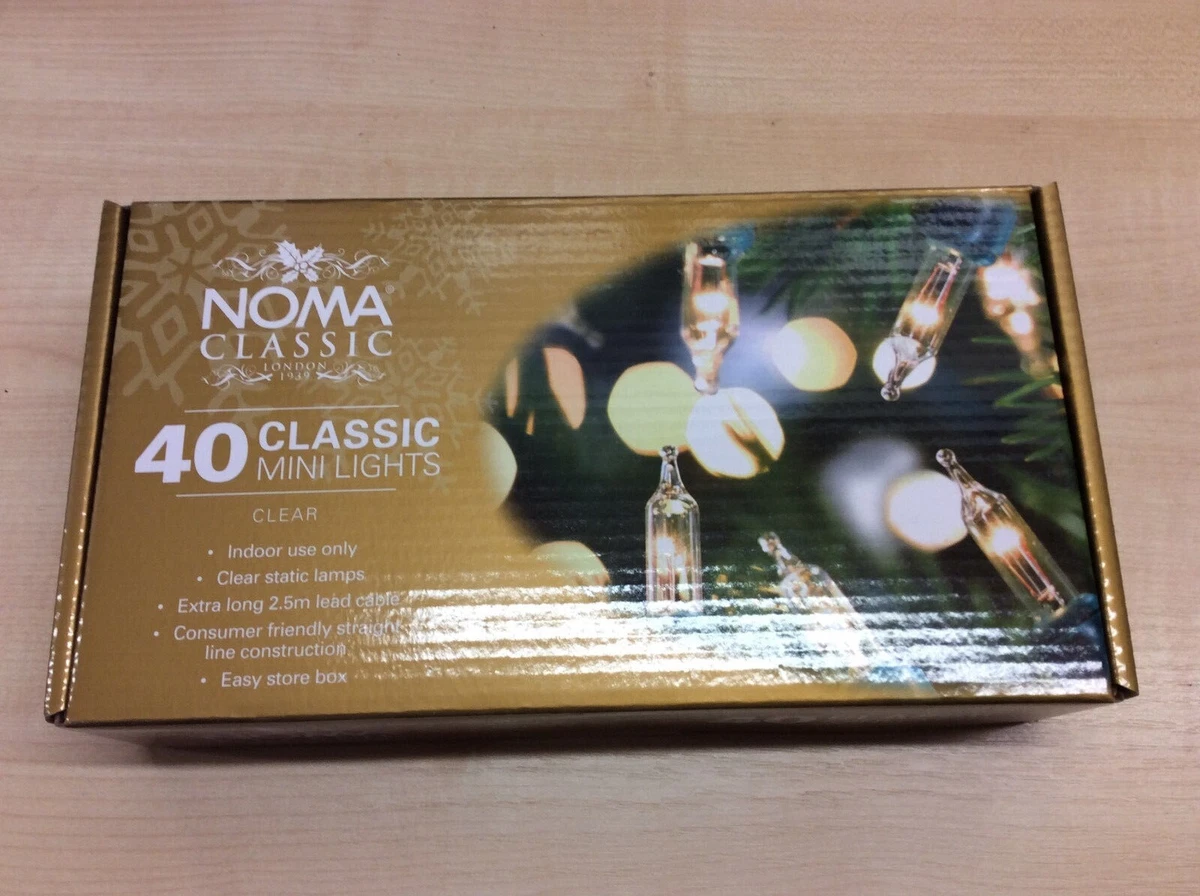 NOMA®
CLASSIC
LONDON
1939
40 CLASSIC
MINI LIGHTS
CLEAR
• Indoor use only
• Clear static lamps
• Extra long 2.5m lead cable
• Consumer friendly straight
line construction
• Easy store box